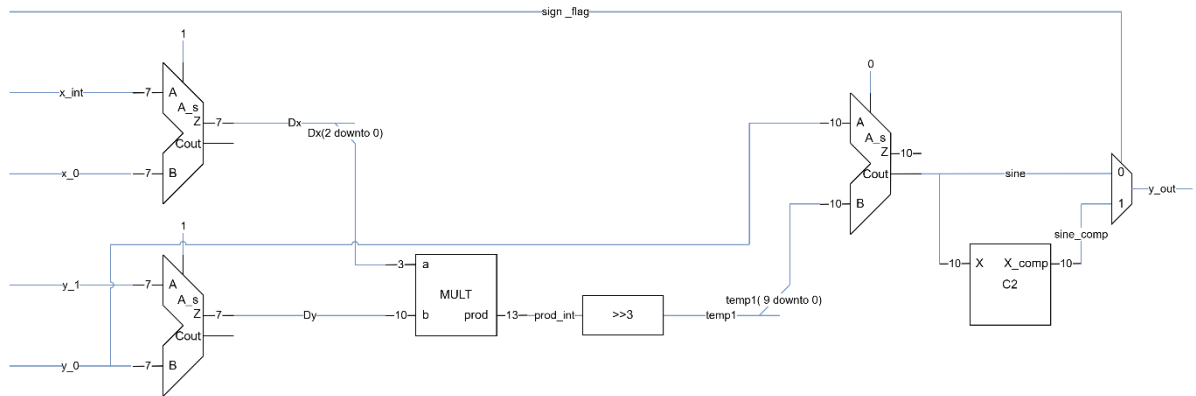 sign _flag
1
x_int
7
A
A_s
Z
7
Dx
Dx(2 downto 0)
Cout
x_0
7
B
0
10
A
A_s
Z
10
Cout
10
B
sine
0
1
y_out
sine_comp
10
X
X_comp
10
C2
1
y_1
7
A
A_s
Z
7
Dy
Cout
y_0
7
B
3
a
MULT
10
b
prod
13
prod_int
>>3
temp1
temp1( 9 downto 0)